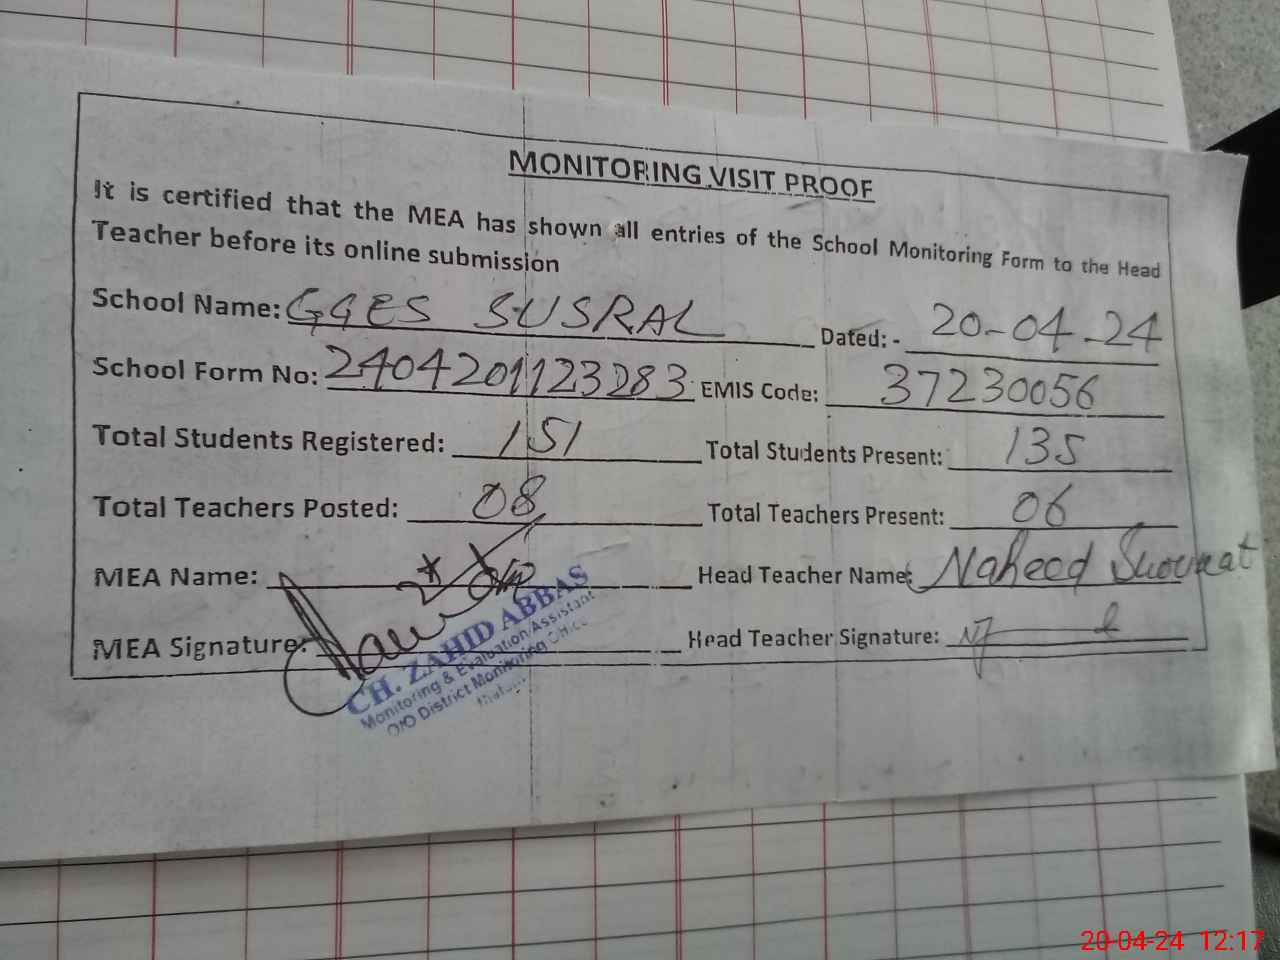 MONITORING VISIT PROOF
It is certified that the MEA has shown all entries of the School Monitoring Form to the Head
Teacher before its online submission
School Name: GGES SUSRAL Dated: - 20-04-24
School Form No: 2404201123283 EMIS Code: 37230056
Total Students Registered: 151 Total Students Present: 135
Total Teachers Posted: 08 Total Teachers Present: 06
MEA Name: Head Teacher Name: Naheed
MEA Signature: Head Teacher Signature:
CH. ZAHID ABBAS
Monitoring & Evaluation Assistant
O/O District Monitoring Office
20-04-24 12:17